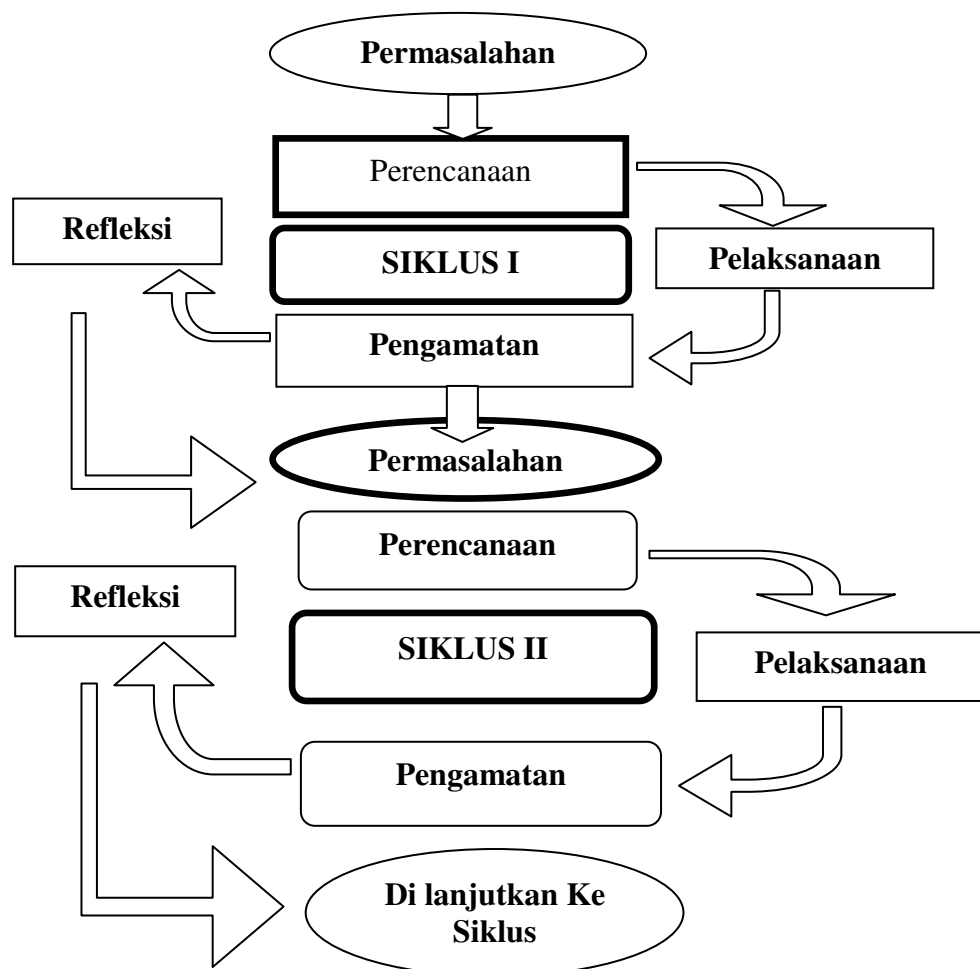 Permasalahan
Perencanaan
Refleksi
SIKLUS I
Pelaksanaan
Pengamatan
Permasalahan
Perencanaan
Refleksi
SIKLUS II
Pelaksanaan
Pengamatan
Di lanjutkan Ke
Siklus